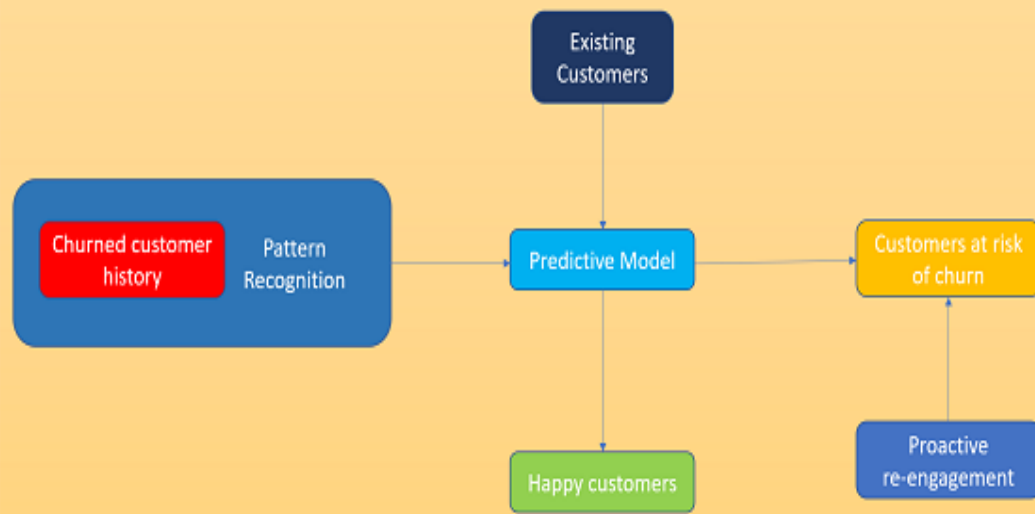 Existing
Customers
Churned customer
history
Pattern
Recognition
Predictive Model
Customers at risk
of churn
Happy customers
Proactive
re-engagement